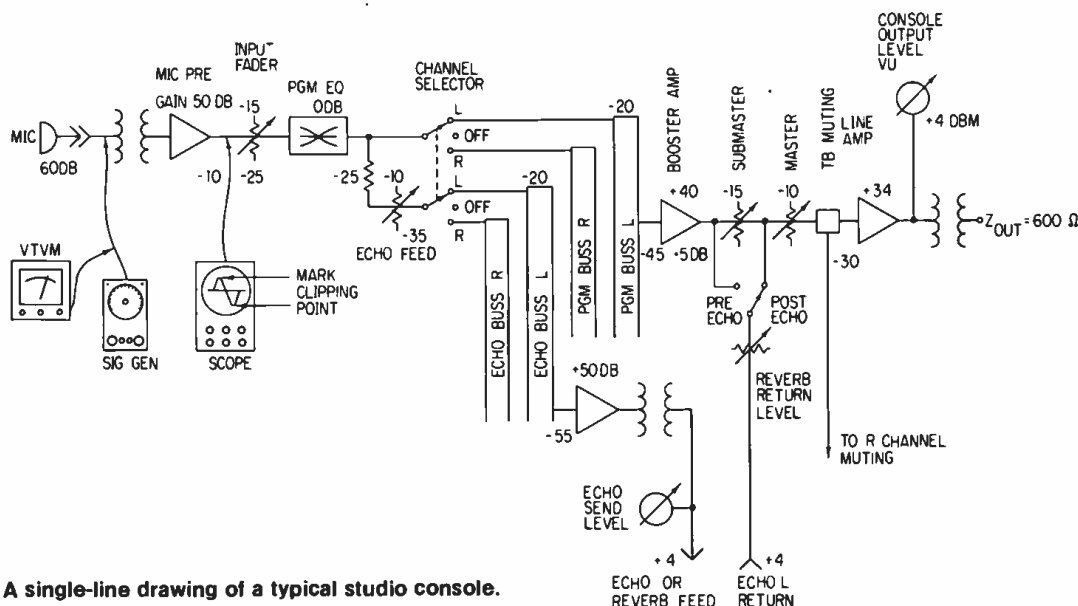 INPUT
FADER
MIC PRE
GAIN 50 DB
-15
PGM EQ
0DB
CHANNEL
SELECTOR
L
OFF
R
-20
BOOSTER AMP
SUBMASTER
MASTER
TB MUTING
LINE
AMP
CONSOLE
OUTPUT
LEVEL
VU
+4 DBM
MIC
60DB
-10
-25
-25
-10
-35
ECHO FEED
L
OFF
R
-20
ECHO BUSS R
ECHO BUSS L
PGM BUSS R
PGM BUSS L
+40
-45
+5DB
-15
-10
-30
+34
ZOUT = 600 Ω
VTVM
SIG GEN
SCOPE
MARK
CLIPPING
POINT
PRE
ECHO
POST
ECHO
REVERB
RETURN
LEVEL
TO R CHANNEL
MUTING
+50DB
-55
ECHO
SEND
LEVEL
+4
ECHO OR
REVERB FEED
+4
ECHO L
RETURN
A single-line drawing of a typical studio console.